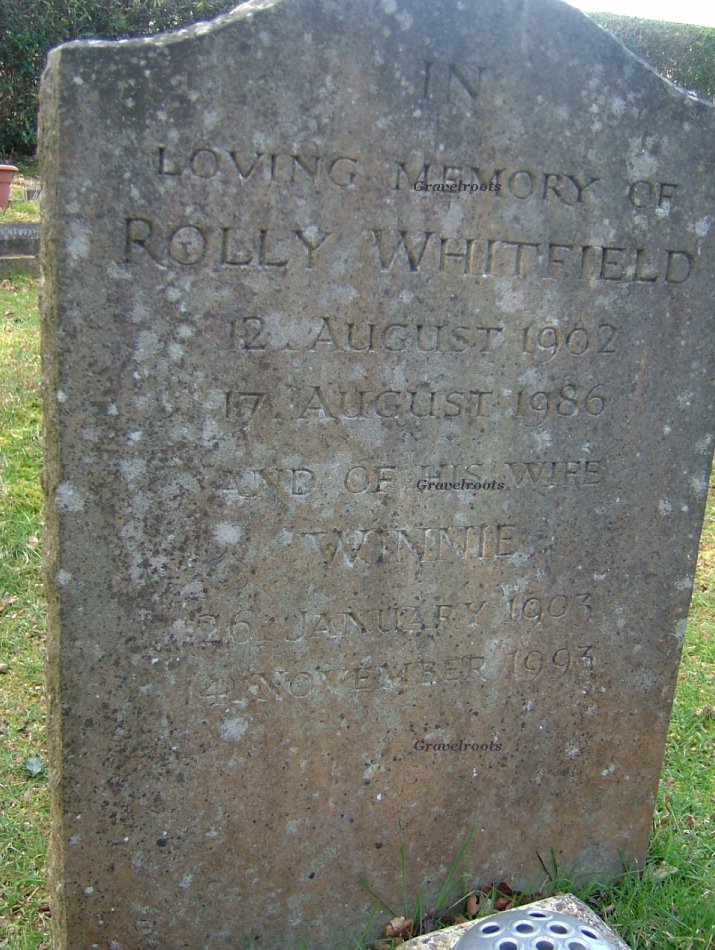 IN
LOVING MEMORY OF
Gravelroots
ROLLY WHITFIELD
12. AUGUST 1902
17. AUGUST 1986
AND OF HIS WIFE
Gravelroots
WINNIE
26. JANUARY 1903
NOVEMBER 1993
Gravelroots